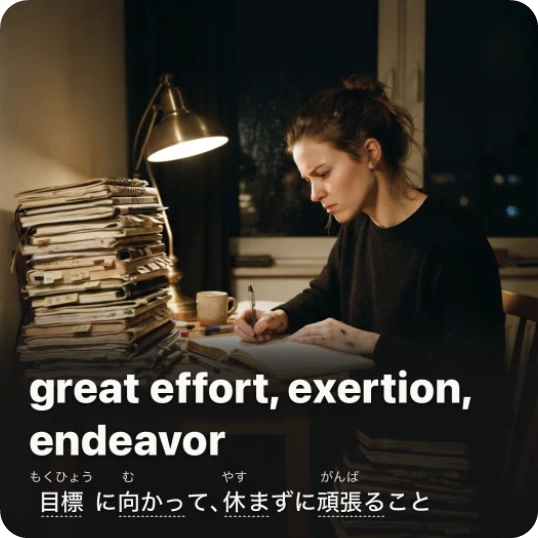 great effort, exertion,
endeavor
もくひょう む やす がんば
目標 に向かって、休まずに頑張ること